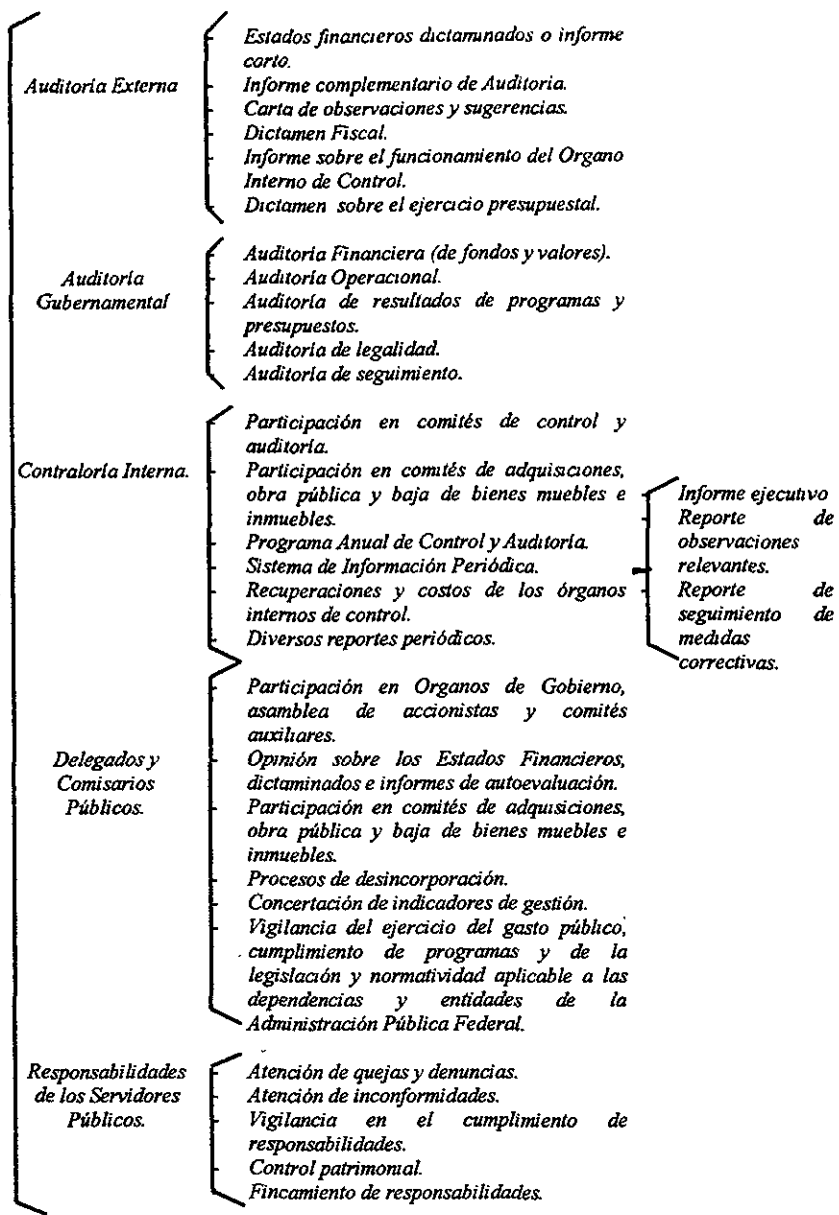 Auditoría Externa
Estados financieros dictaminados o informe
corto.
Informe complementario de Auditoria.
Carta de observaciones y sugerencias.
Dictamen Fiscal.
Informe sobre el funcionamiento del Organo
Interno de Control.
Dictamen sobre el ejercicio presupuestal.
Auditoría
Gubernamental
Auditoría Financiera (de fondos y valores).
Auditoría Operacional.
Auditoría de resultados de programas y
presupuestos.
Auditoría de legalidad.
Auditoría de seguimiento.
Contraloría Interna.
Participación en comités de control y
auditoría.
Participación en comités de adquisiciones,
obra pública y baja de bienes muebles e
inmuebles.
Programa Anual de Control y Auditoría.
Sistema de Información Periódica.
Recuperaciones y costos de los órganos
internos de control.
Diversos reportes periódicos.
Informe ejecutivo
Reporte de
observaciones
relevantes.
Reporte de
seguimiento de
medidas
correctivas.
Delegados y
Comisarios
Públicos.
Participación en Organos de Gobierno,
asamblea de accionistas y comités
auxiliares.
Opinión sobre los Estados Financieros,
dictaminados e informes de autoevaluación.
Participación en comités de adquisiciones,
obra pública y baja de bienes muebles e
inmuebles.
Procesos de desincorporación.
Concertación de indicadores de gestión.
Vigilancia del ejercicio del gasto público,
cumplimiento de programas y de la
legislación y normatividad aplicable a las
dependencias y entidades de la
Administración Pública Federal.
Responsabilidades
de los Servidores
Públicos.
Atención de quejas y denuncias.
Atención de inconformidades.
Vigilancia en el cumplimiento de
responsabilidades.
Control patrimonial.
Fincamiento de responsabilidades.